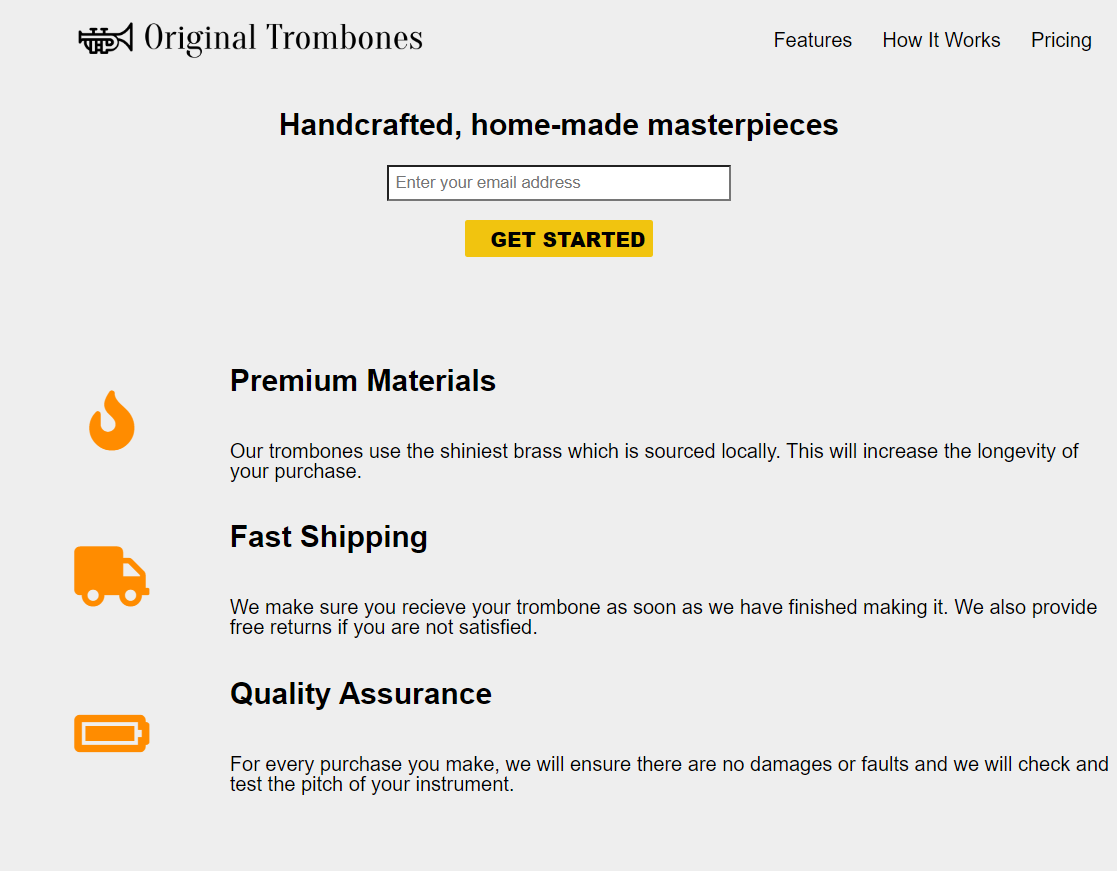 Original Trombones
Features How It Works Pricing
Handcrafted, home-made masterpieces
Enter your email address
GET STARTED
Premium Materials
Our trombones use the shiniest brass which is sourced locally. This will increase the longevity of
your purchase.
Fast Shipping
We make sure you recieve your trombone as soon as we have finished making it. We also provide
free returns if you are not satisfied.
Quality Assurance
For every purchase you make, we will ensure there are no damages or faults and we will check and
test the pitch of your instrument.